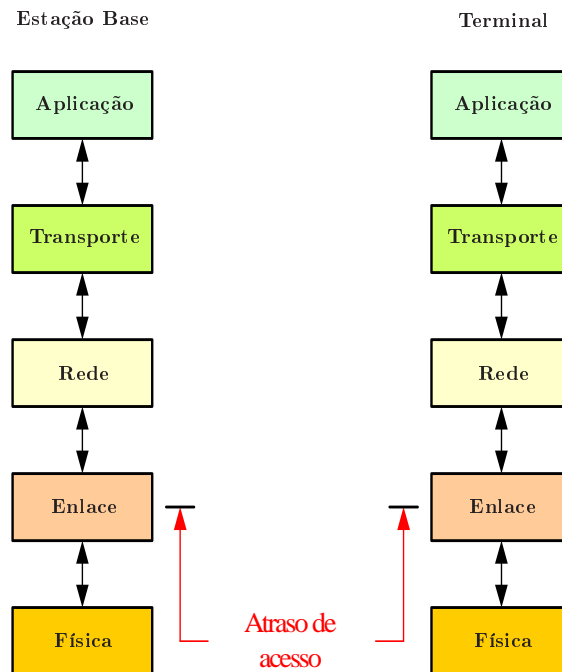 Estação Base
Terminal
Aplicação
Aplicação
Transporte
Transporte
Rede
Rede
Enlace
Enlace
Física
Atraso de
acesso
Física